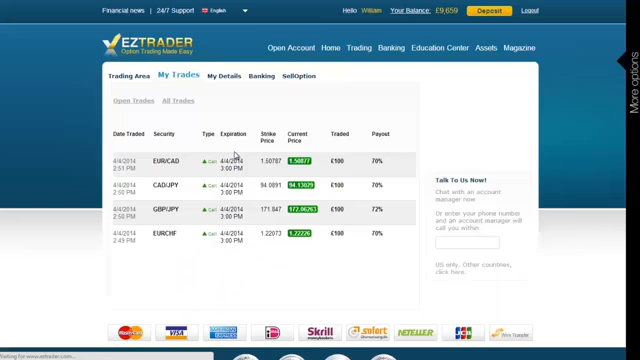 Financial news | 24/7 Support English Hello William Your Balance: £9,659 Deposit Logout
EZTRADER
Option Trading Made Easy
Open Account Home Trading Banking Education Center Assets Magazine
More options
Trading Area My Trades My Details Banking SellOption
Open Trades All Trades
Date Traded Security Type Expiration Strike Price Current Price Traded Payout
4/4/2014 2:51 PM EUR/CAD Call 4/4/2014 3:00 PM 1.50787 1.50877 £100 70%
4/4/2014 2:50 PM CAD/JPY Call 4/4/2014 3:00 PM 94.0891 94.13029 £100 70%
4/4/2014 2:50 PM GBP/JPY Call 4/4/2014 3:00 PM 171.847 172.06263 £100 72%
4/4/2014 2:49 PM EURCHF Call 4/4/2014 3:00 PM 1.22073 1.22226 £100 70%
Talk To Us Now!
Chat with an account
manager now
Or enter your phone number
and an account manager will
call you within
US only. Other countries,
click here.
MasterCard VISA AMERICAN EXPRESS iDEAL Skrill moneybookers sofort NETELLER JCB Wire Transfer
Waiting for www.eztrader.com...